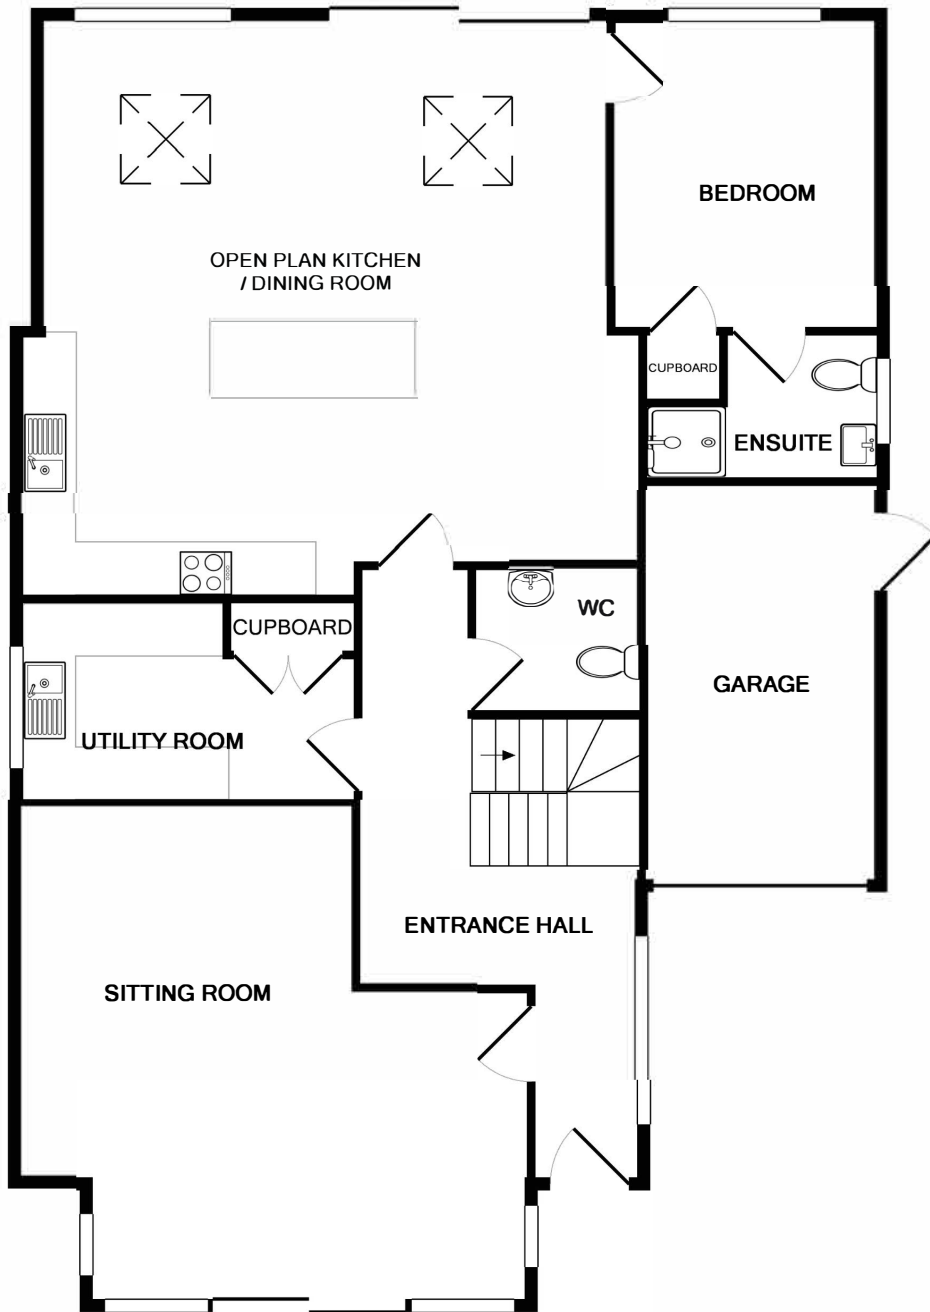 BEDROOM
OPEN PLAN KITCHEN
/ DINING ROOM
CUPBOARD
ENSUITE
WC
CUPBOARD
GARAGE
UTILITY ROOM
ENTRANCE HALL
SITTING ROOM